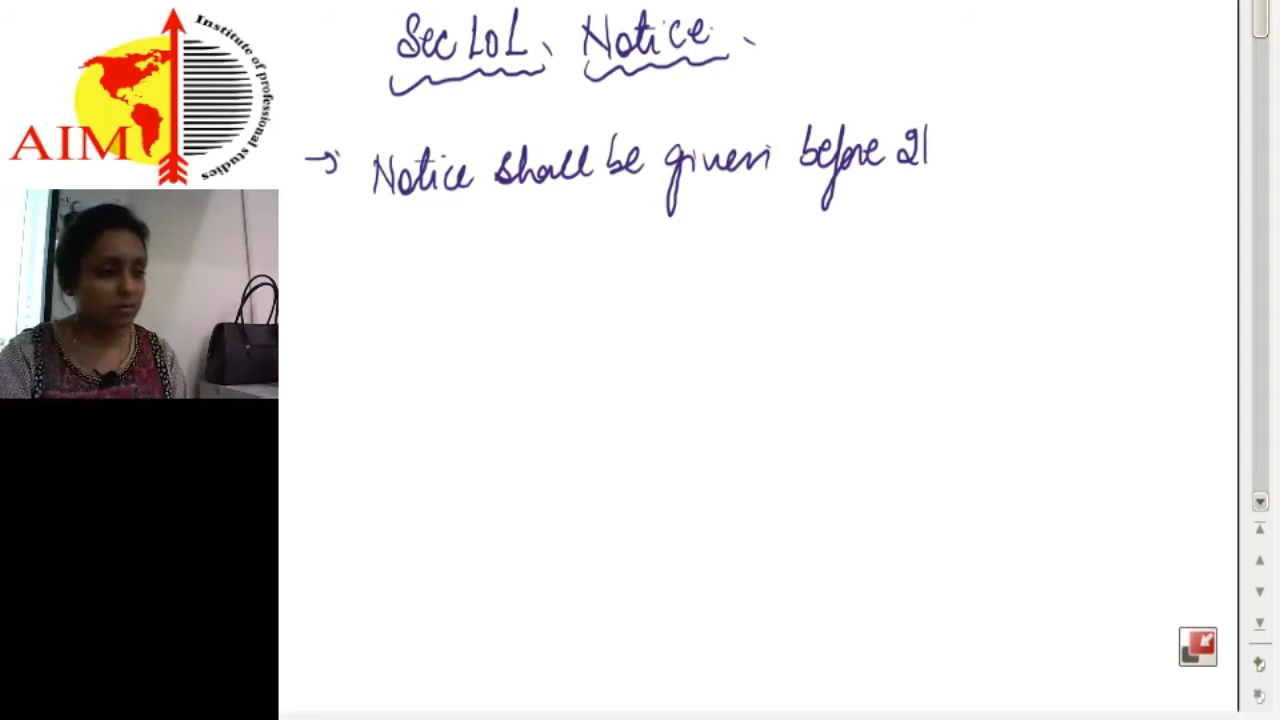 Sec 101. Notice.
→ Notice shall be given before 21
AIM
Institute of professional studies